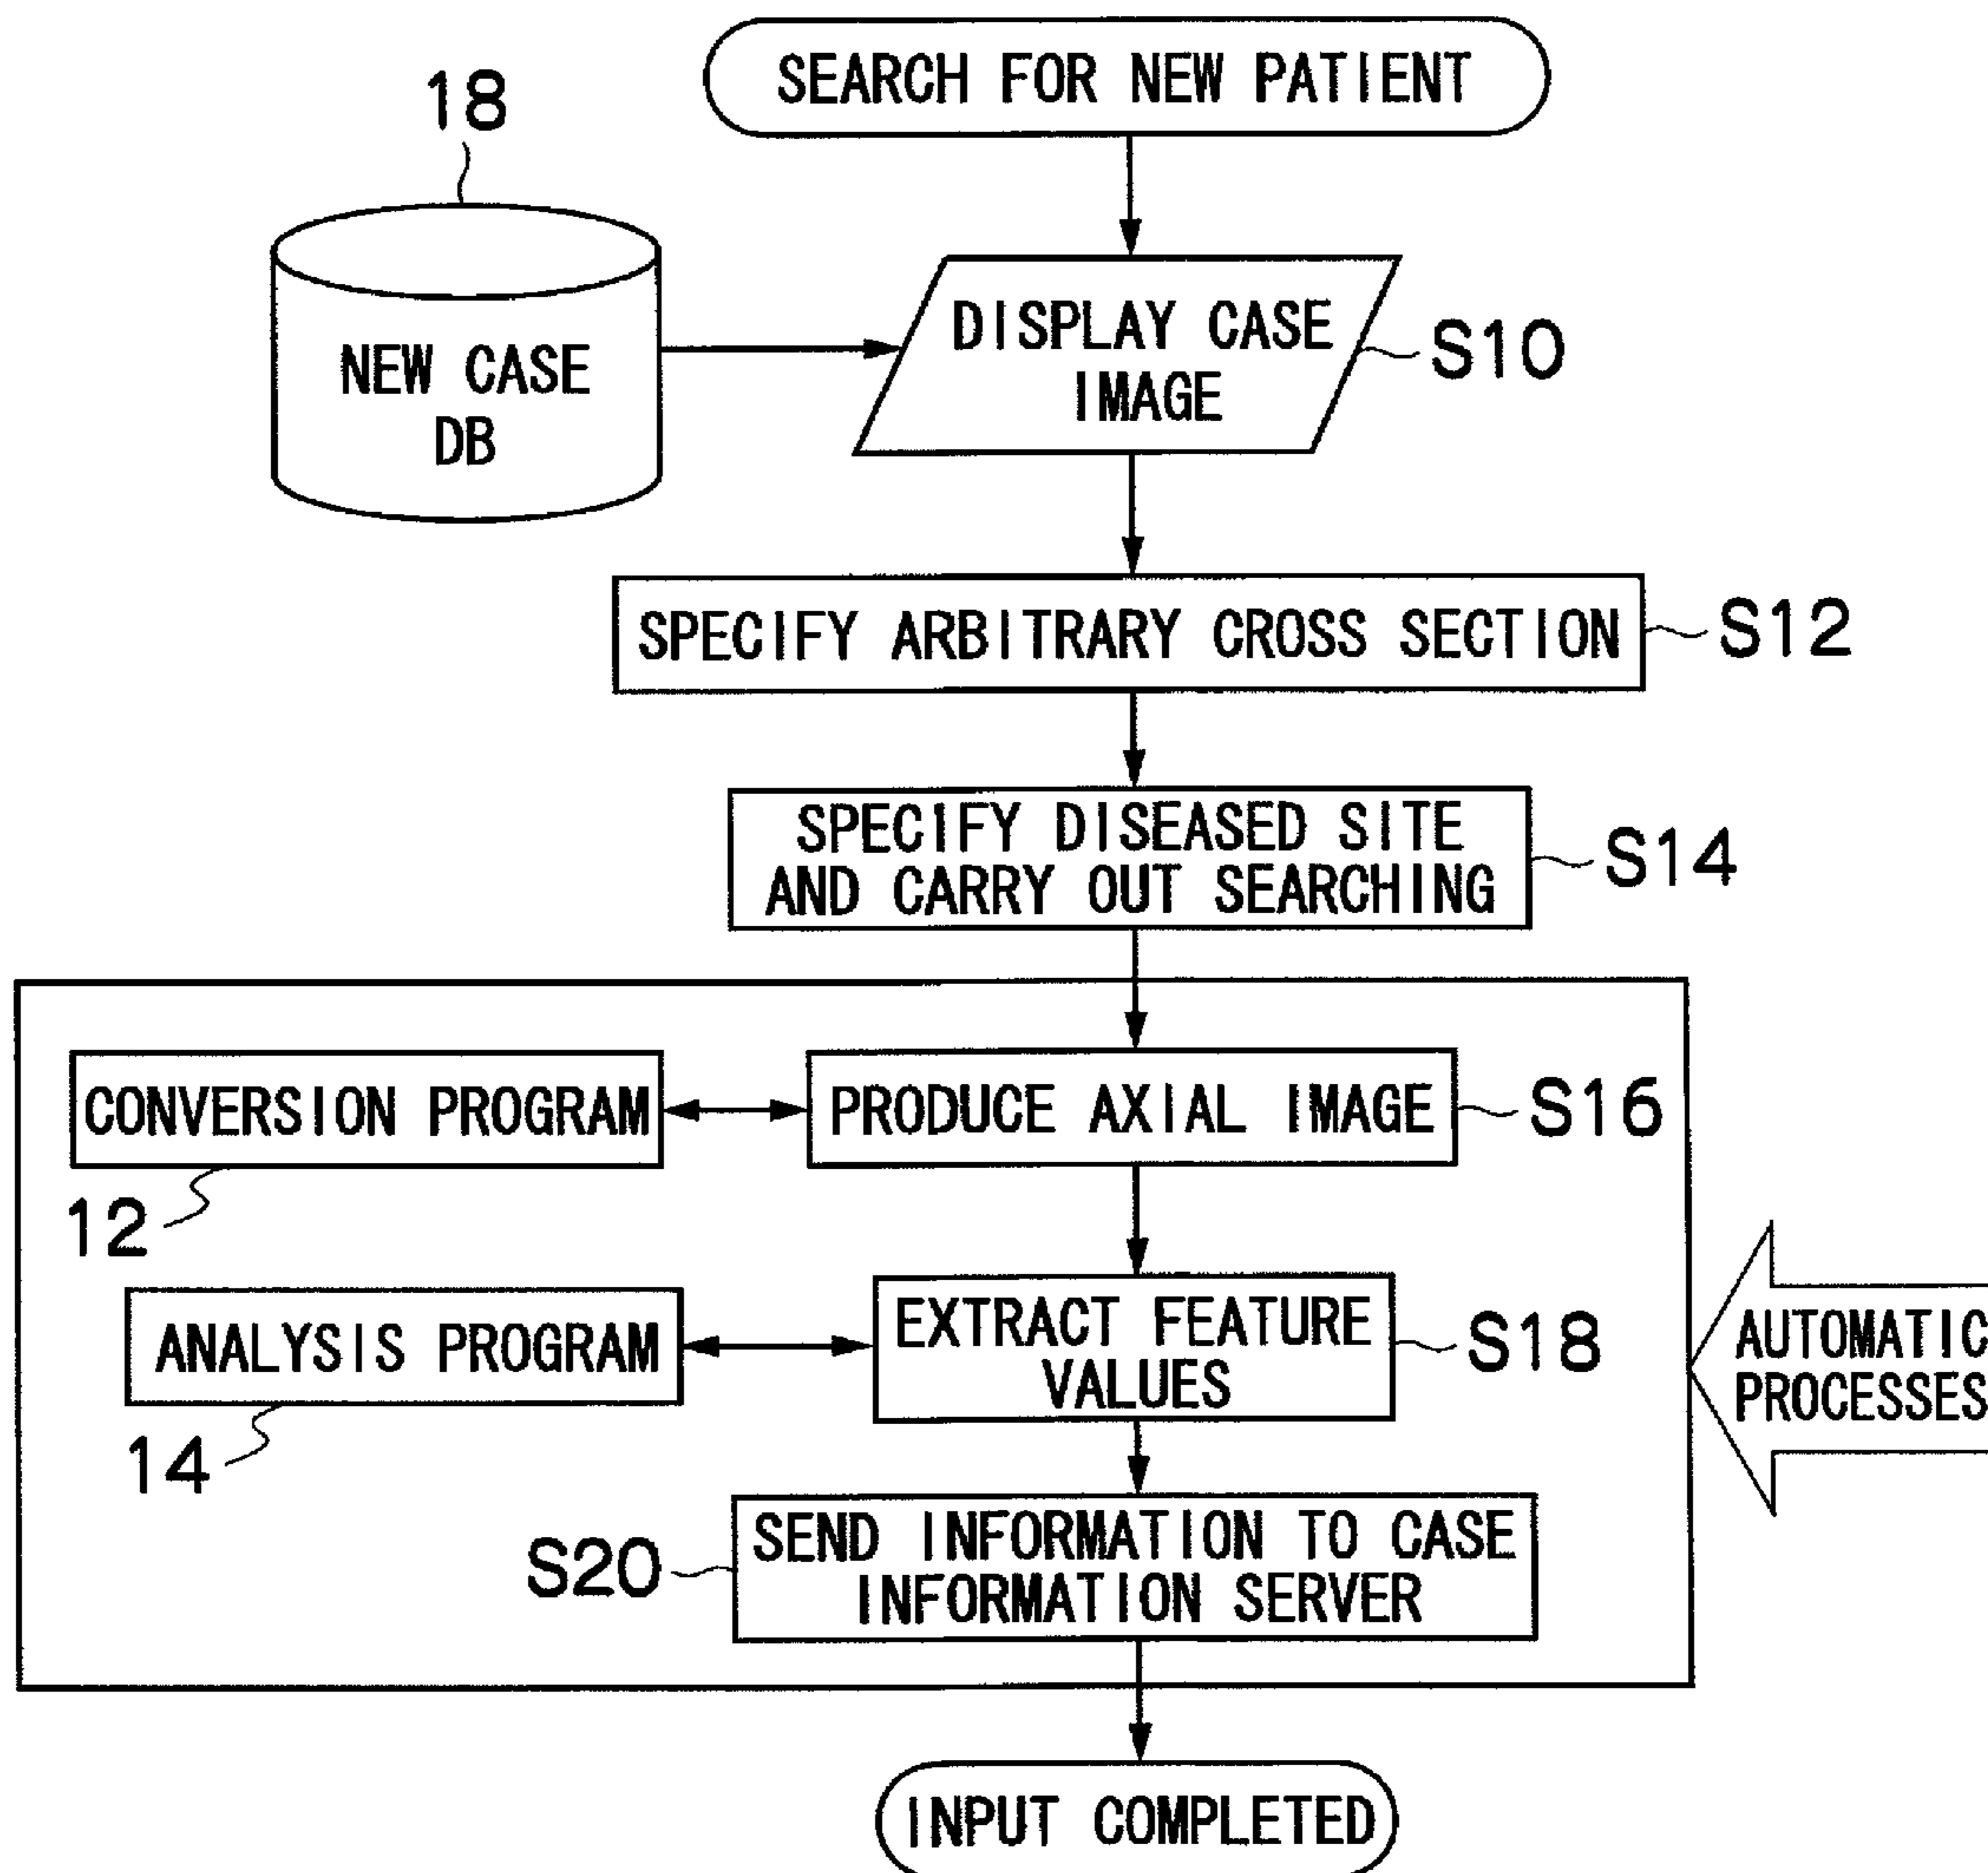 SEARCH FOR NEW PATIENT
18
NEW CASE
DB
DISPLAY CASE
IMAGE
S10
SPECIFY ARBITRARY CROSS SECTION
S12
SPECIFY DISEASED SITE
AND CARRY OUT SEARCHING
S14
CONVERSION PROGRAM
12
PRODUCE AXIAL IMAGE
S16
ANALYSIS PROGRAM
14
EXTRACT FEATURE
VALUES
S18
AUTOMATIC
PROCESSES
SEND INFORMATION TO CASE
INFORMATION SERVER
S20
INPUT COMPLETED